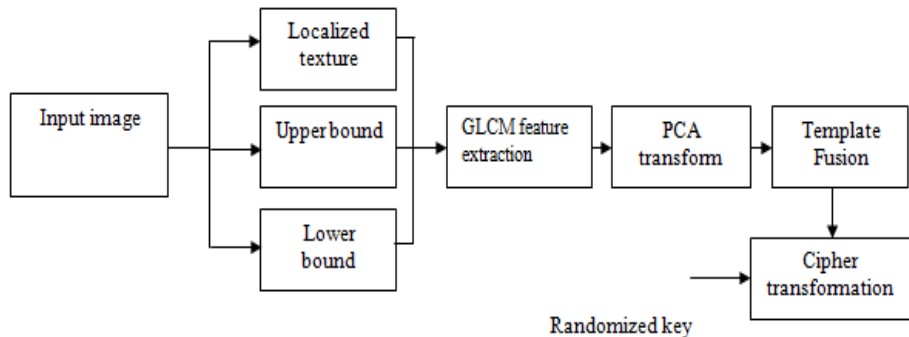 Input image
Localized
texture
Upper bound
Lower
bound
GLCM feature
extraction
PCA
transform
Template
Fusion
Cipher
transformation
Randomized key